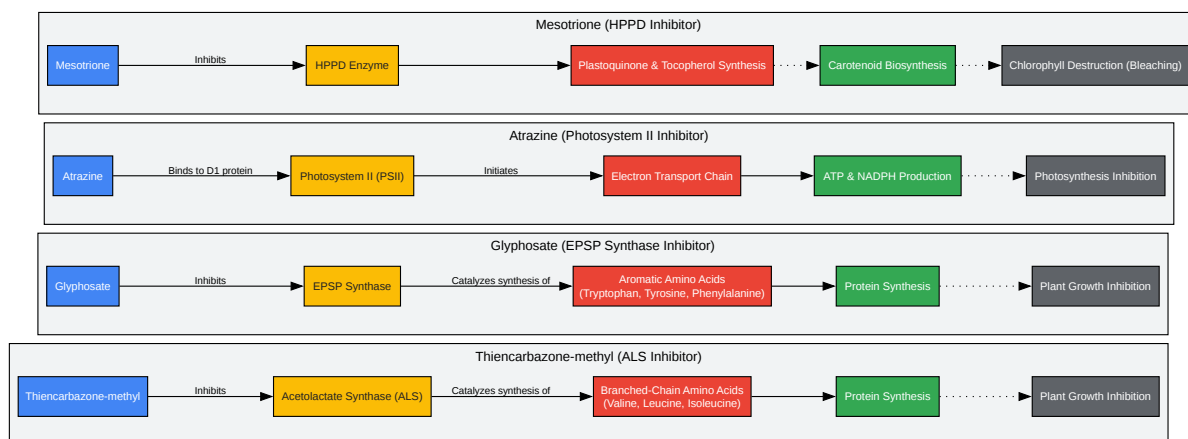 Mesotrione (HPPD Inhibitor)
Mesotrione
Inhibits
HPPD Enzyme
Plastoquinone & Tocopherol Synthesis
Carotenoid Biosynthesis
Chlorophyll Destruction (Bleaching)
Atrazine (Photosystem II Inhibitor)
Atrazine
Binds to D1 protein
Photosystem II (PSII)
Initiates
Electron Transport Chain
ATP & NADPH Production
Photosynthesis Inhibition
Glyphosate (EPSP Synthase Inhibitor)
Glyphosate
Inhibits
EPSP Synthase
Catalyzes synthesis of
Aromatic Amino Acids
(Tryptophan, Tyrosine, Phenylalanine)
Protein Synthesis
Plant Growth Inhibition
Thiencarbazone-methyl (ALS Inhibitor)
Thiencarbazone-methyl
Inhibits
Acetolactate Synthase (ALS)
Catalyzes synthesis of
Branched-Chain Amino Acids
(Valine, Leucine, Isoleucine)
Protein Synthesis
Plant Growth Inhibition